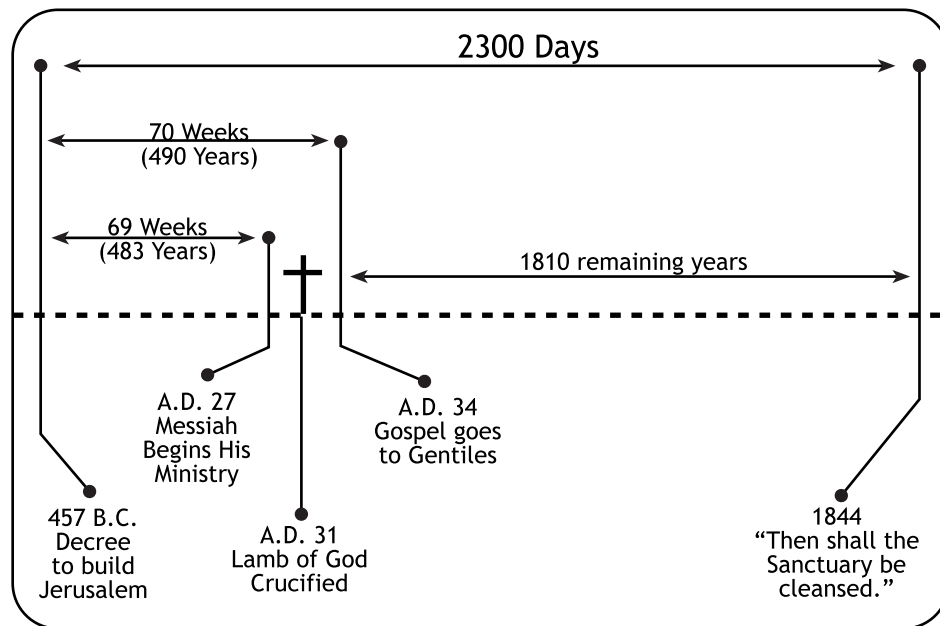 2300 Days
70 Weeks
(490 Years)
69 Weeks
(483 Years)
1810 remaining years
A.D. 27
Messiah
Begins His
Ministry
A.D. 34
Gospel goes
to Gentiles
457 B.C.
Decree
to build
Jerusalem
A.D. 31
Lamb of God
Crucified
1844
“Then shall the
Sanctuary be
cleansed.”